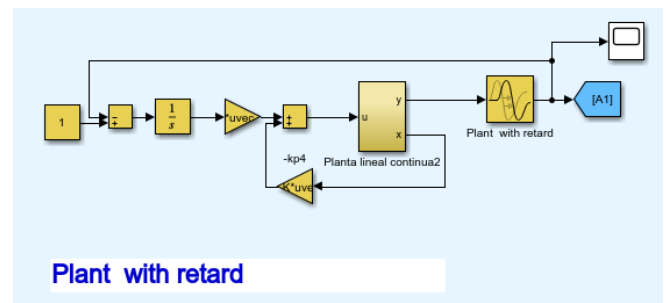 [A1]
1
- +
1
s
*uvec
+ +
u
y
x
Plant with retard
-kp4
Planta lineal continua2
K*uve
Plant with retard